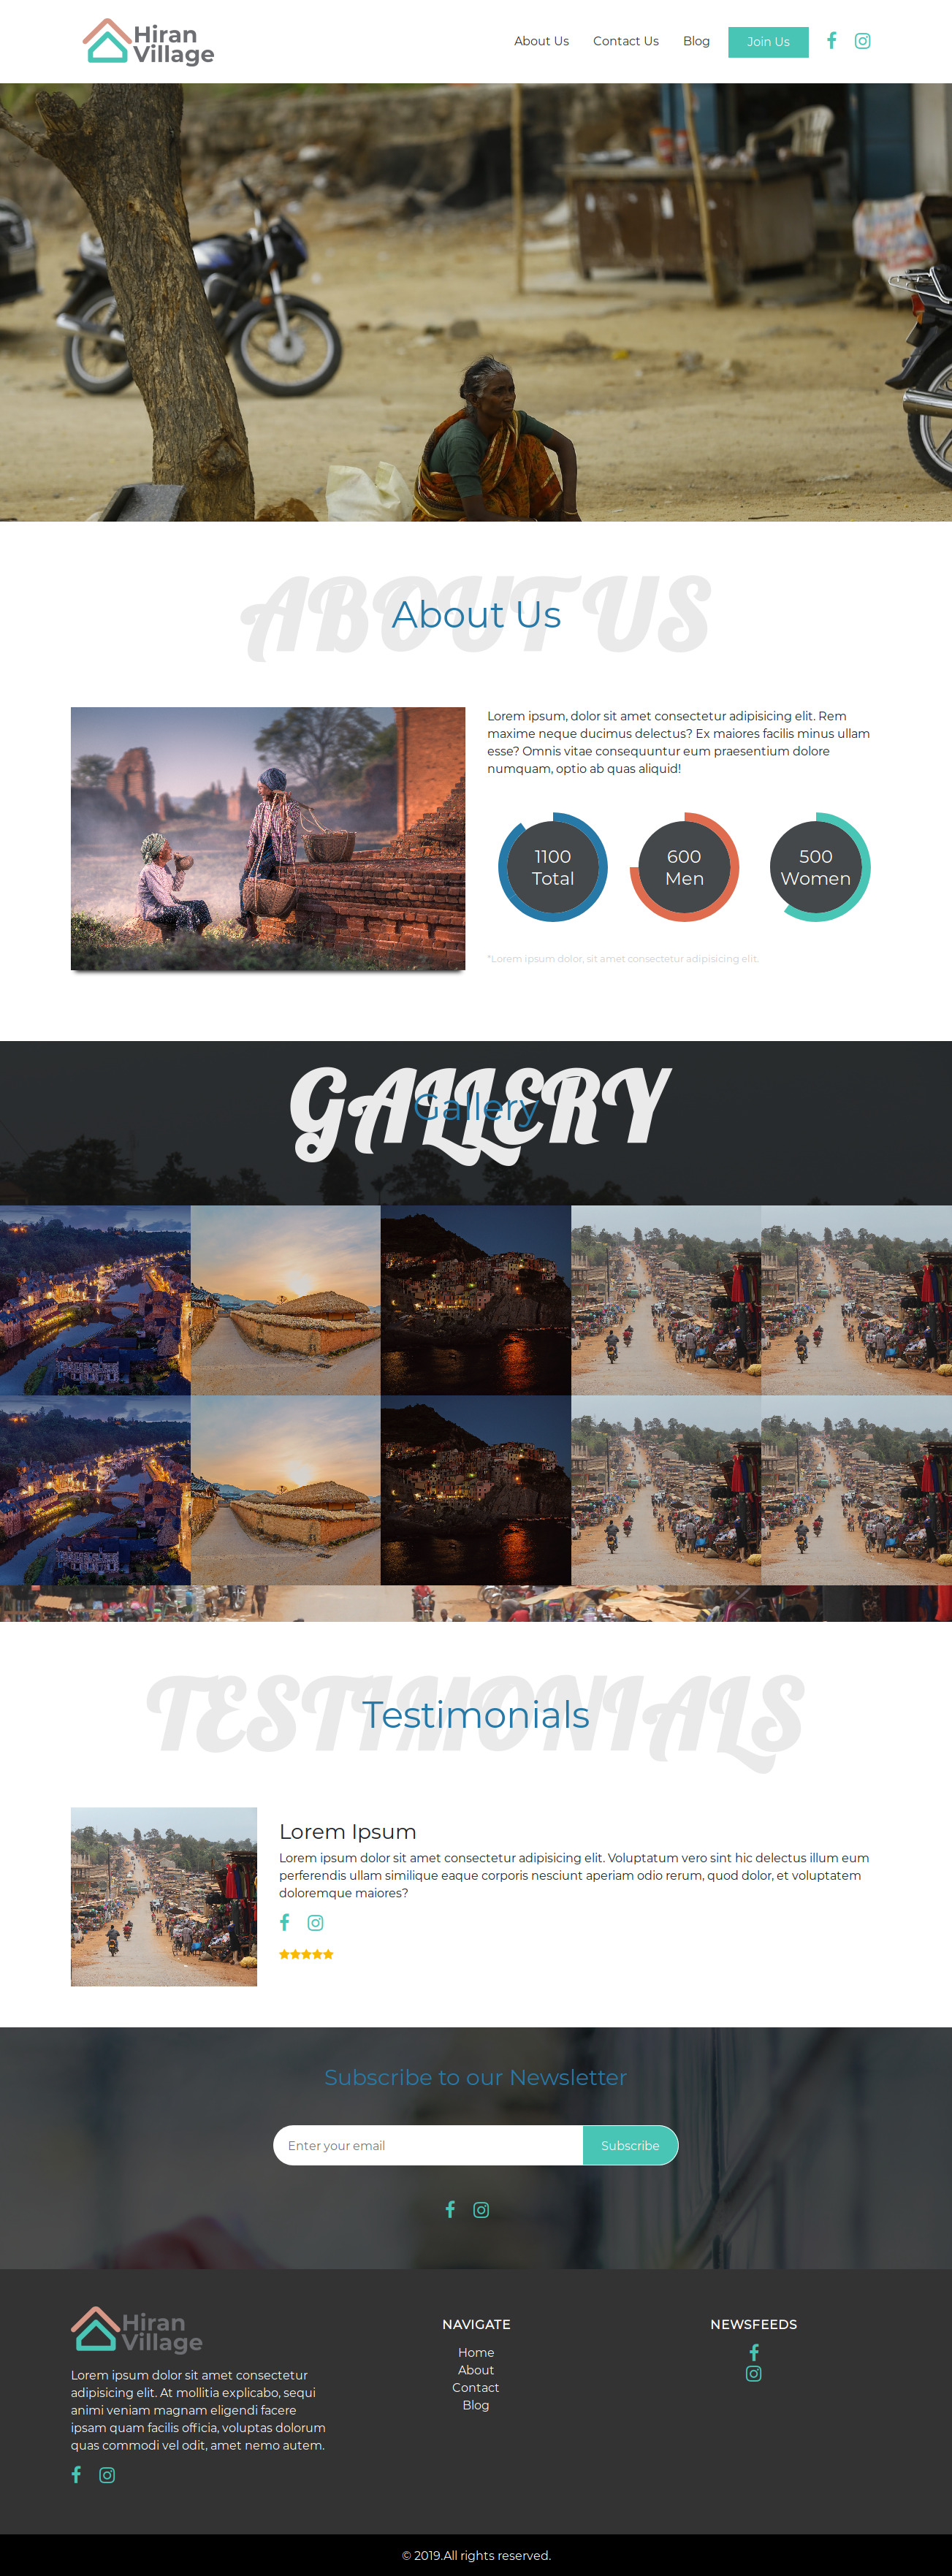 Hiran
Village
About Us
Contact Us
Blog
Join Us
ABOUT US
About Us
Lorem ipsum, dolor sit amet consectetur adipisicing elit. Rem
maxime neque ducimus delectus? Ex maiores facilis minus ullam
esse? Omnis vitae consequuntur eum praesentium dolore
numquam, optio ab quas aliquid!
1100
Total
600
Men
500
Women
*Lorem ipsum dolor, sit amet consectetur adipisicing elit.
GALLERY
Gallery
TESTIMONIALS
Testimonials
Lorem Ipsum
Lorem ipsum dolor sit amet consectetur adipisicing elit. Voluptatum vero sint hic delectus illum eum
perferendis ullam similique eaque corporis nesciunt aperiam odio rerum, quod dolor, et voluptatem
doloremque maiores?
Subscribe to our Newsletter
Enter your email
Subscribe
Hiran
Village
Lorem ipsum dolor sit amet consectetur
adipisicing elit. At mollitia explicabo, sequi
animi veniam magnam eligendi facere
ipsam quam facilis officia, voluptas dolorum
quas commodi vel odit, amet nemo autem.
NAVIGATE
Home
About
Contact
Blog
NEWSFEEDS
© 2019.All rights reserved.